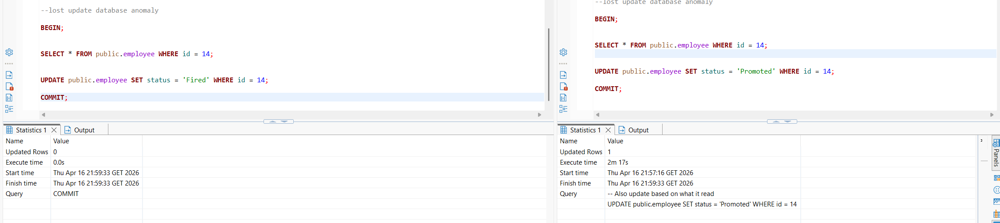 --lost update database anomaly
BEGIN;
SELECT * FROM public.employee WHERE id = 14;
UPDATE public.employee SET status = 'Fired' WHERE id = 14;
COMMIT;
Statistics 1
Output
Name Value
Updated Rows 0
Execute time 0.0s
Start time Thu Apr 16 21:59:33 GET 2026
Finish time Thu Apr 16 21:59:33 GET 2026
Query COMMIT
--lost update database anomaly
BEGIN;
SELECT * FROM public.employee WHERE id = 14;
UPDATE public.employee SET status = 'Promoted' WHERE id = 14;
COMMIT;
Statistics 1
Output
Name Value
Updated Rows 1
Execute time 2m 17s
Start time Thu Apr 16 21:57:16 GET 2026
Finish time Thu Apr 16 21:59:33 GET 2026
Query -- Also update based on what it read
UPDATE public.employee SET status = 'Promoted' WHERE id = 14
Panels